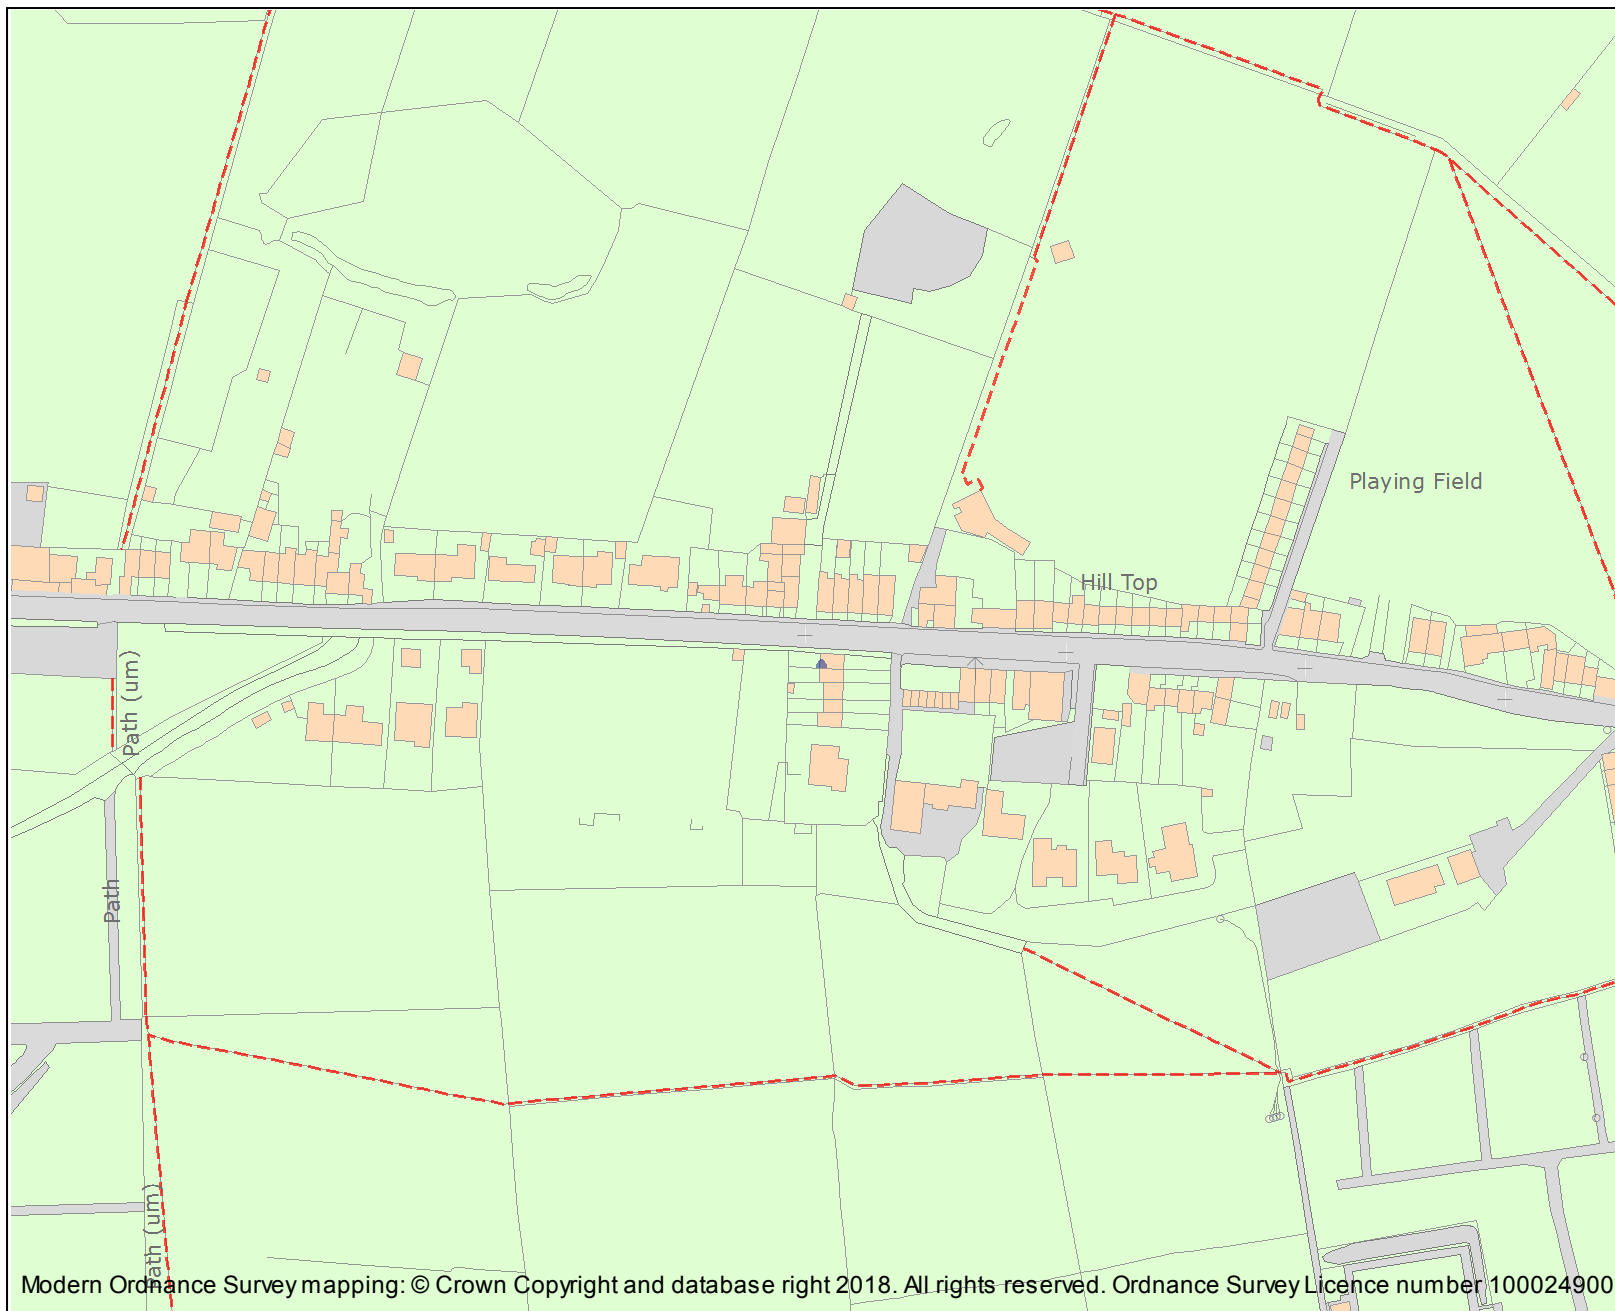 Playing Field
Hill Top
Path (um)
Path
Path (um)
Modern Ordnance Survey mapping: © Crown Copyright and database right 2018. All rights reserved. Ordnance Survey Licence number 100024900